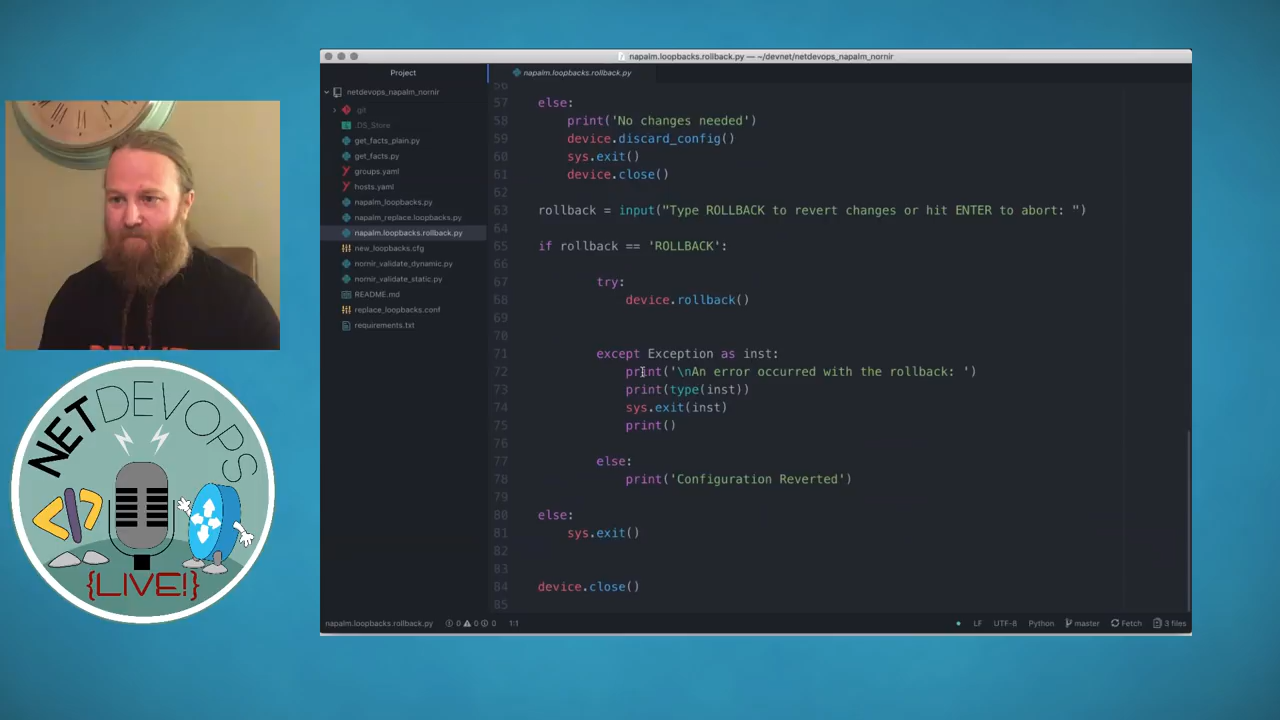 napalm.loopbacks.rollback.py — ~/devnet/netdevops_napalm_nornir
Project
napalm.loopbacks.rollback.py
netdevops_napalm_nornir
.git
.DS_Store
get_facts_plain.py
get_facts.py
groups.yaml
hosts.yaml
napalm_loopbacks.py
napalm_replace.loopbacks.py
napalm.loopbacks.rollback.py
new_loopbacks.cfg
nornir_validate_dynamic.py
nornir_validate_static.py
README.md
replace_loopbacks.conf
requirements.txt
56
57 else:
58 print('No changes needed')
59 device.discard_config()
60 sys.exit()
61 device.close()
62
63 rollback = input("Type ROLLBACK to revert changes or hit ENTER to abort: ")
64
65 if rollback == 'ROLLBACK':
66
67 try:
68 device.rollback()
69
70
71 except Exception as inst:
72 print('\nAn error occurred with the rollback: ')
73 print(type(inst))
74 sys.exit(inst)
75 print()
76
77 else:
78 print('Configuration Reverted')
79
80 else:
81 sys.exit()
82
83
84 device.close()
85
napalm.loopbacks.rollback.py 0 0 0 1:1 LF UTF-8 Python master Fetch 3 files
NETDEVOPS
</>
{LIVE!}